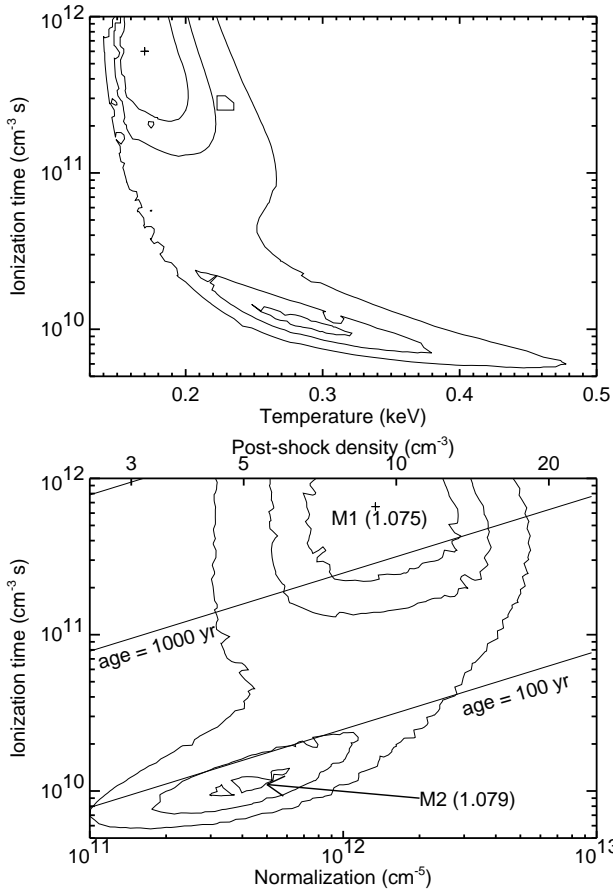 10¹²
10¹¹
10¹⁰
Ionization time (cm⁻³ s)
0.2 0.3 0.4 0.5
Temperature (keV)
Post-shock density (cm⁻³)
3 5 10 20
10¹²
10¹¹
10¹⁰
Ionization time (cm⁻³ s)
M1 (1.075)
age = 1000 yr
age = 100 yr
M2 (1.079)
10¹¹ 10¹² 10¹³
Normalization (cm⁻⁵)